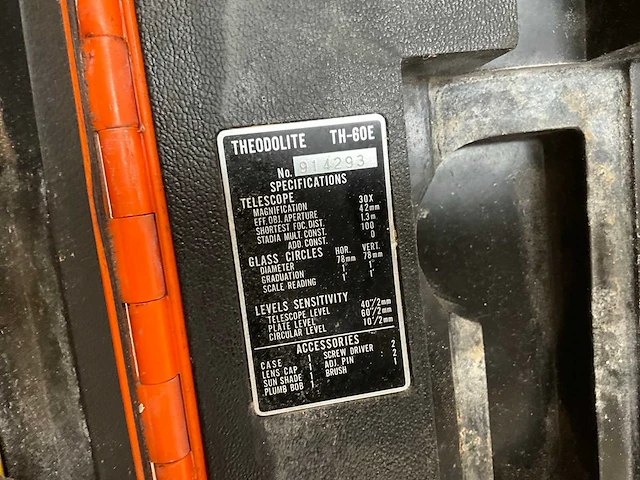 THEODOLITE TH-60E
No. 914293
SPECIFICATIONS
TELESCOPE
MAGNIFICATION 30X
EFF. OBJ. APERTURE 42mm
SHORTEST FOC. DIST. 1.3m
STADIA MULT. CONST. 100
ADD. CONST. 0
GLASS CIRCLES HOR. VERT.
DIAMETER 78mm 78mm
GRADUATION 1° 1°
SCALE READING 1' 1'
LEVELS SENSITIVITY
TELESCOPE LEVEL 40"/2mm
PLATE LEVEL 60"/2mm
CIRCULAR LEVEL 10'/2mm
ACCESSORIES
CASE 1 SCREW DRIVER 2
LENS CAP 1 ADJ. PIN 2
SUN SHADE 1 BRUSH 1
PLUMB BOB 1